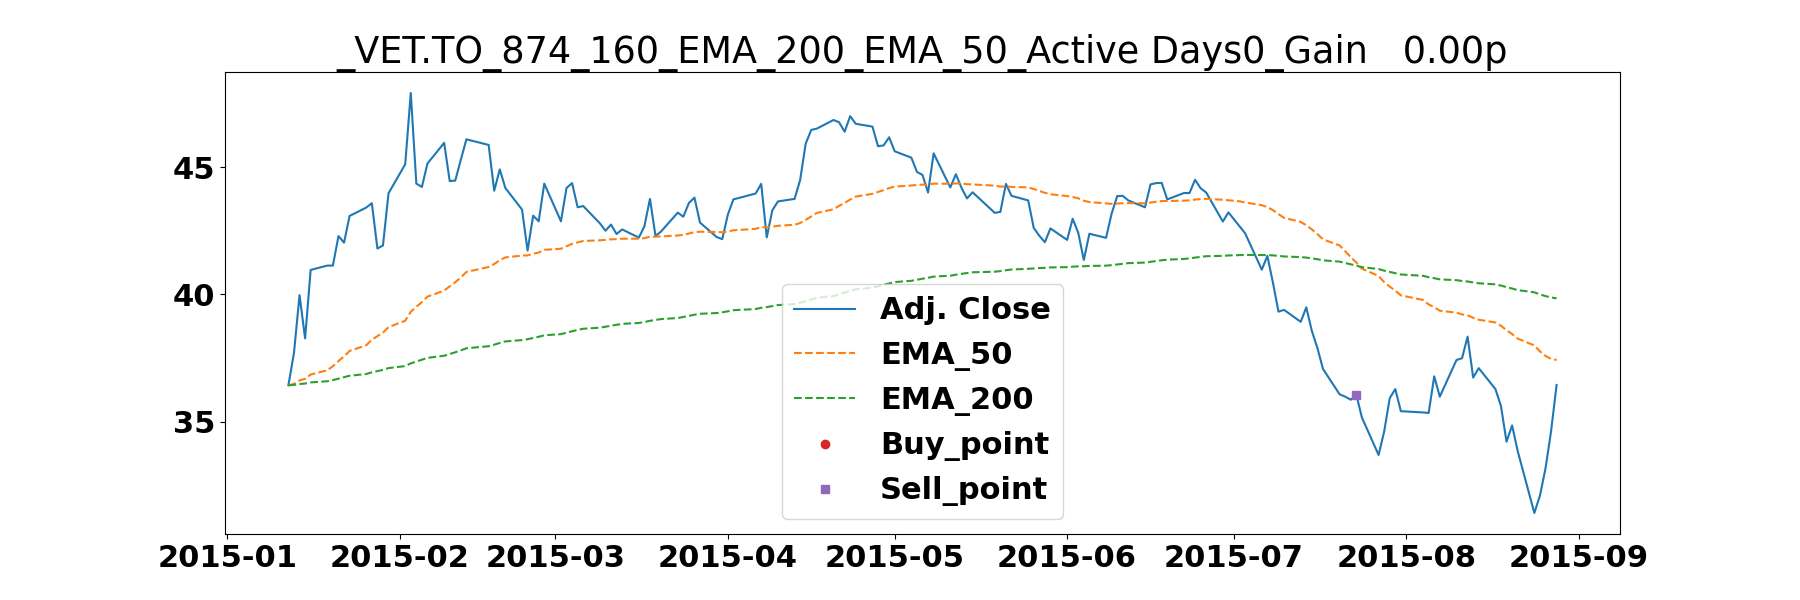 _VET.TO_874_160_EMA_200_EMA_50_Active Days0_Gain   0.00p
45
40
35
Adj. Close
EMA_50
EMA_200
Buy_point
Sell_point
2015-01 2015-02 2015-03 2015-04 2015-05 2015-06 2015-07 2015-08 2015-09